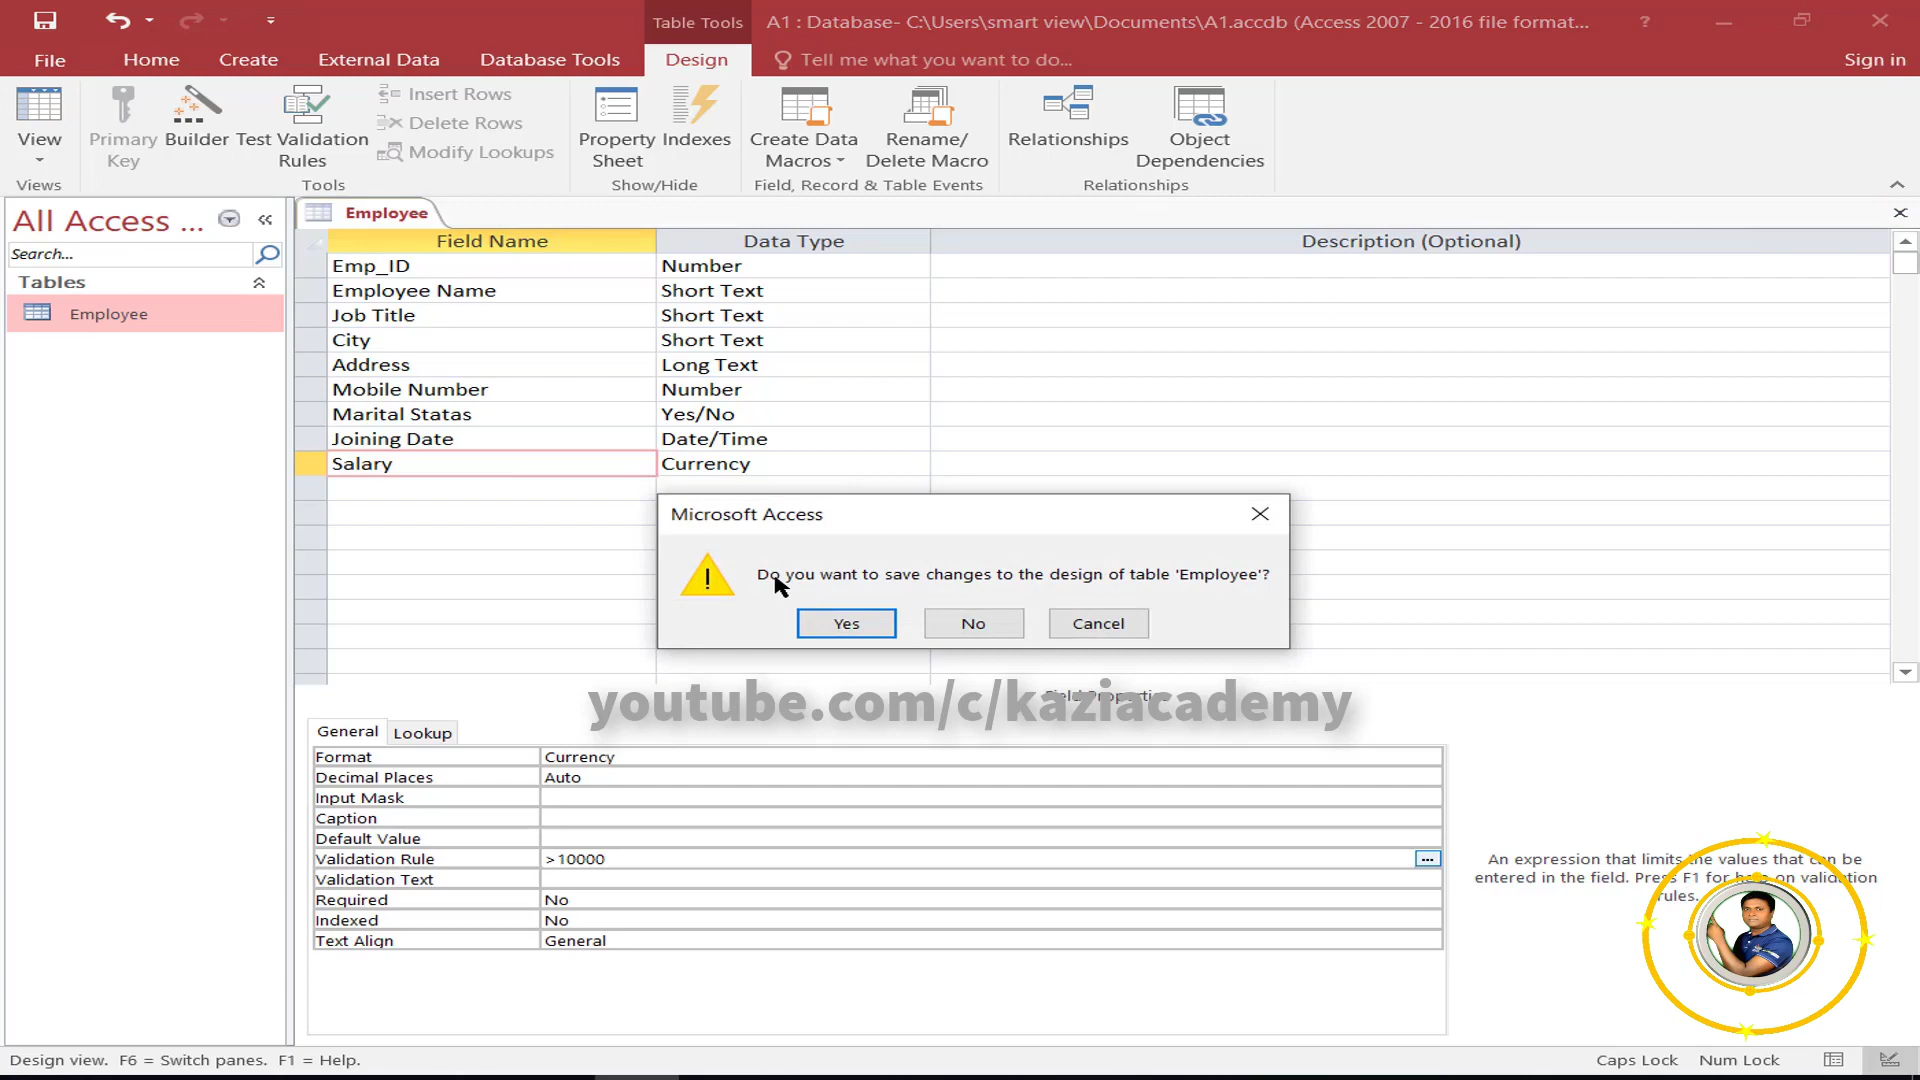 Table Tools
A1 : Database- C:\Users\smart view\Documents\A1.accdb (Access 2007 - 2016 file format...
?
File
Home
Create
External Data
Database Tools
Design
Tell me what you want to do...
Sign in
View
Primary
Key
Builder
Test Validation
Rules
Insert Rows
Delete Rows
Modify Lookups
Property
Sheet
Indexes
Create Data
Macros
Rename/
Delete Macro
Relationships
Object
Dependencies
Views
Tools
Show/Hide
Field, Record & Table Events
Relationships
All Access ...
Search...
Tables
Employee
Employee
Field Name Data Type Description (Optional)
Emp_ID Number
Employee Name Short Text
Job Title Short Text
City Short Text
Address Long Text
Mobile Number Number
Marital Statas Yes/No
Joining Date Date/Time
Salary Currency
Microsoft Access
Do you want to save changes to the design of table 'Employee'?
Yes No Cancel
Field Properties
youtube.com/c/kaziacademy
General Lookup
Format Currency
Decimal Places Auto
Input Mask
Caption
Default Value
Validation Rule >10000
Validation Text
Required No
Indexed No
Text Align General
An expression that limits the values that can be
entered in the field. Press F1 for help on validation
rules.
Design view. F6 = Switch panes. F1 = Help.
Caps Lock Num Lock